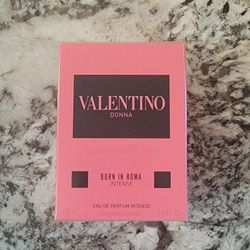 VALENTINO
DONNA
BORN IN ROMA
INTENSE
EAU DE PARFUM INTENSE